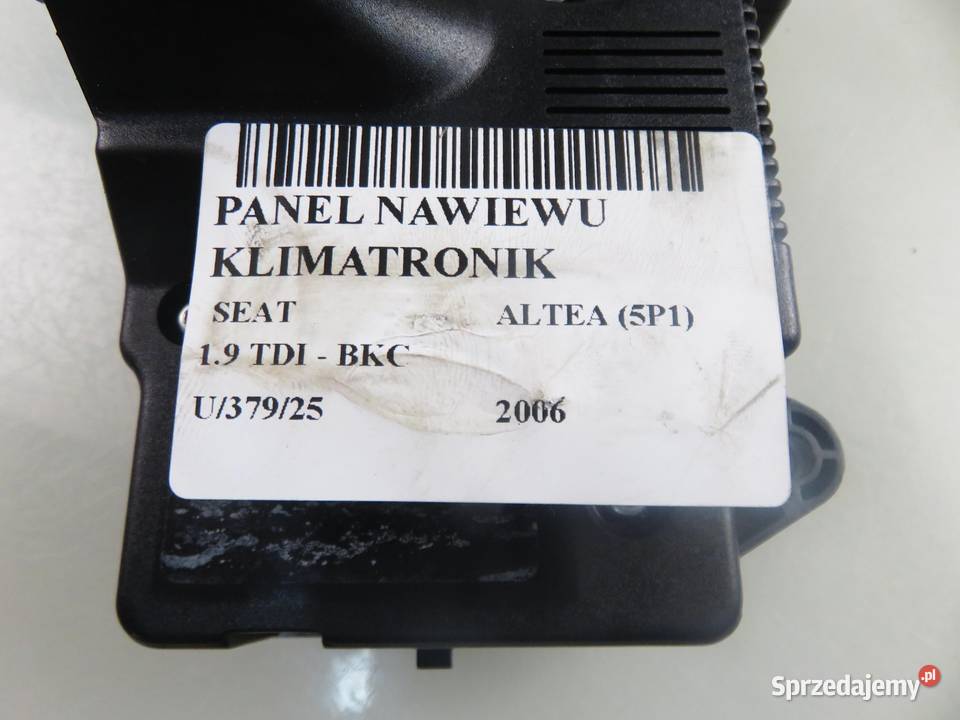 PANEL NAWIEWU
KLIMATRONIK
SEAT ALTEA (5P1)
1.9 TDI - BKC
U/379/25 2006
Sprzedajemy.pl